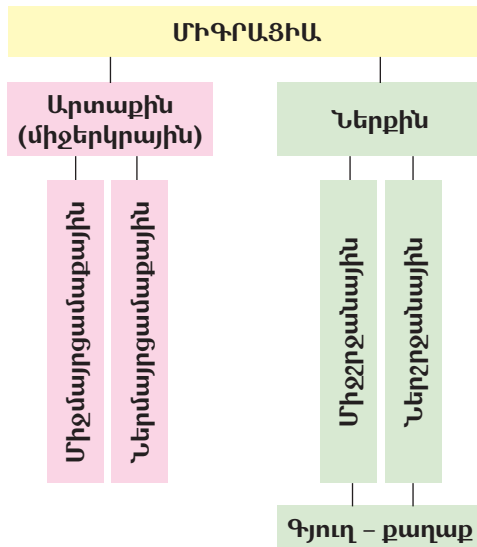 ՄԻԳՐԱՑԻԱ
Արտաքին
(միջերկրային)
Ներքին
Միջմայրցամաքային
Ներմայրցամաքային
Միջշրջանային
Ներշրջանային
Գյուղ – քաղաք